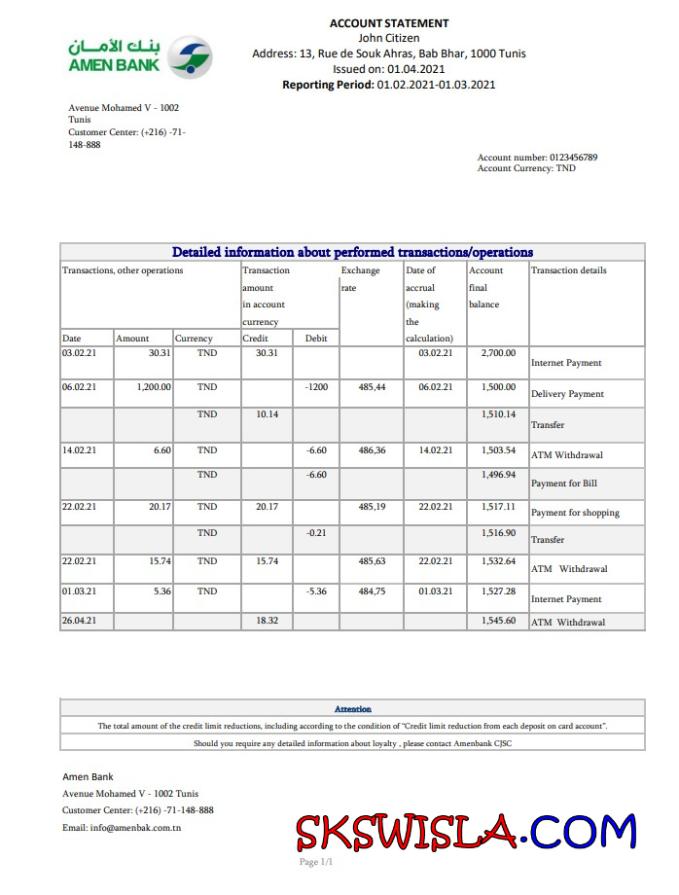 ACCOUNT STATEMENT
John Citizen
Address: 13, Rue de Souk Ahras, Bab Bhar, 1000 Tunis
Issued on: 01.04.2021
Reporting Period: 01.02.2021-01.03.2021
بنك الأمــان
AMEN BANK
Avenue Mohamed V - 1002
Tunis
Customer Center: (+216) -71-
148-888
Account number: 0123456789
Account Currency: TND
Detailed information about performed transactions/operations
Transactions, other operations
Transaction
amount
in account
currency
Exchange
rate
Date of
accrual
(making
the
calculation)
Account
final
balance
Transaction details
Date Amount Currency Credit Debit
03.02.21 30.31 TND 30.31 03.02.21 2,700.00 Internet Payment
06.02.21 1,200.00 TND -1200 485,44 06.02.21 1,500.00 Delivery Payment
TND 10.14 1,510.14 Transfer
14.02.21 6.60 TND -6.60 486,36 14.02.21 1,503.54 ATM Withdrawal
TND -6.60 1,496.94 Payment for Bill
22.02.21 20.17 TND 20.17 485,19 22.02.21 1,517.11 Payment for shopping
TND -0.21 1,516.90 Transfer
22.02.21 15.74 TND 15.74 485,63 22.02.21 1,532.64 ATM Withdrawal
01.03.21 5.36 TND -5.36 484,75 01.03.21 1,527.28 Internet Payment
26.04.21 18.32 1,545.60 ATM Withdrawal
Attention
The total amount of the credit limit reductions, including according to the condition of "Credit limit reduction from each deposit on card account".
Should you require any detailed information about loyalty , please contact Amenbank CJSC
Amen Bank
Avenue Mohamed V - 1002 Tunis
Customer Center: (+216) -71-148-888
Email: info@amenbak.com.tn
SKSWISLA.COM
Page 1/1